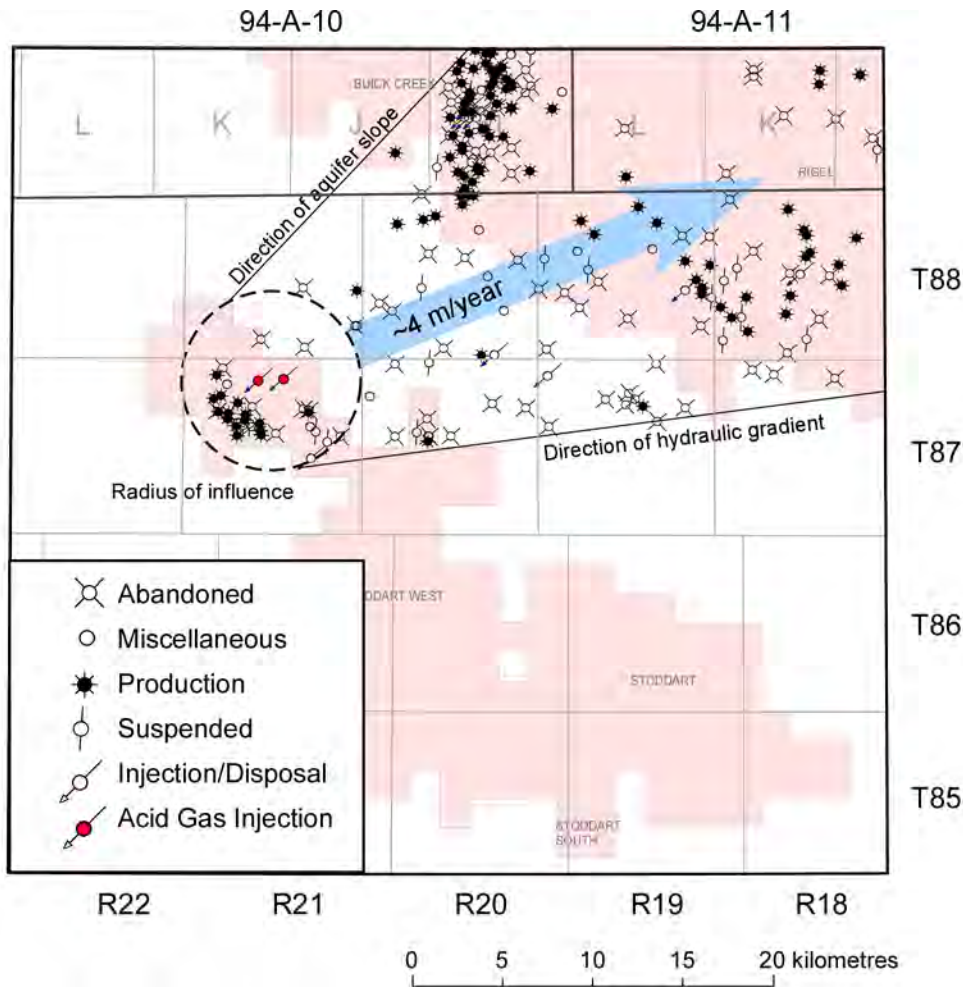 94-A-10
94-A-11
BUICK CREEK
L
K
J
L
K
RIGEL
Direction of aquifer slope
~4 m/year
T88
Direction of hydraulic gradient
T87
Radius of influence
Abandoned
Miscellaneous
Production
Suspended
Injection/Disposal
Acid Gas Injection
DDART WEST
T86
STODDART
T85
STODDART
SOUTH
R22
R21
R20
R19
R18
0
5
10
15
20 kilometres